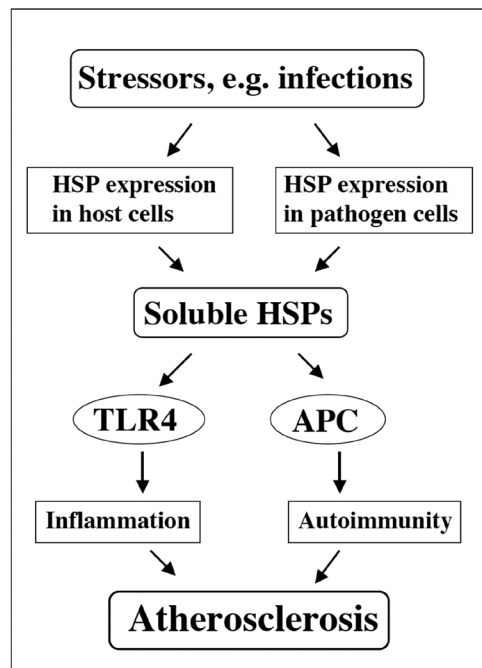 Stressors, e.g. infections
HSP expression
in host cells
HSP expression
in pathogen cells
Soluble HSPs
TLR4
APC
Inflammation
Autoimmunity
Atherosclerosis